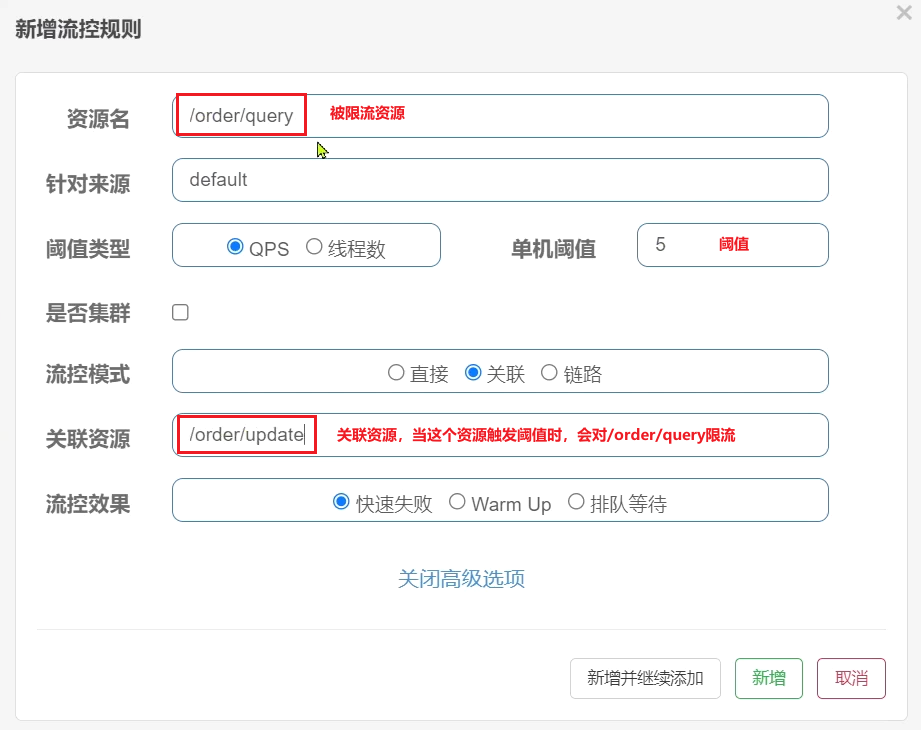 新增流控规则
×
资源名 /order/query 被限流资源
针对来源 default
阈值类型 QPS 线程数 单机阈值 5 阈值
是否集群
流控模式 直接 关联 链路
关联资源 /order/update 关联资源，当这个资源触发阈值时，会对/order/query限流
流控效果 快速失败 Warm Up 排队等待
关闭高级选项
新增并继续添加 新增 取消